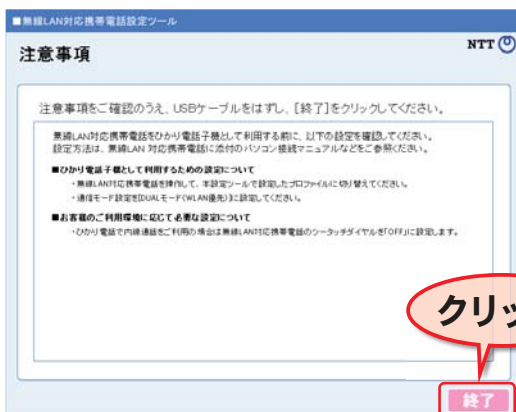 ■無線LAN対応携帯電話設定ツール
注意事項
NTT
注意事項をご確認のうえ、USBケーブルをはずし、[終了]をクリックしてください。
無線LAN対応携帯電話をひかり電話子機として利用する前に、以下の設定を確認してください。
設定方法は、無線LAN 対応携帯電話に添付のパソコン接続マニュアルなどをご参照ください。
■ひかり電話子機として利用するための設定について
・無線LAN対応携帯電話を操作して、本設定ツールで設定したプロファイルに切り替えてください。
・通信モード設定を[DUALモード(WLAN優先)]に設定してください。
■お客様のご利用環境に応じて必要な設定について
・ひかり電話で内線通話をご利用の場合は無線LAN対応携帯電話のツータッチダイヤルを「OFF」に設定します。
クリッ
終了